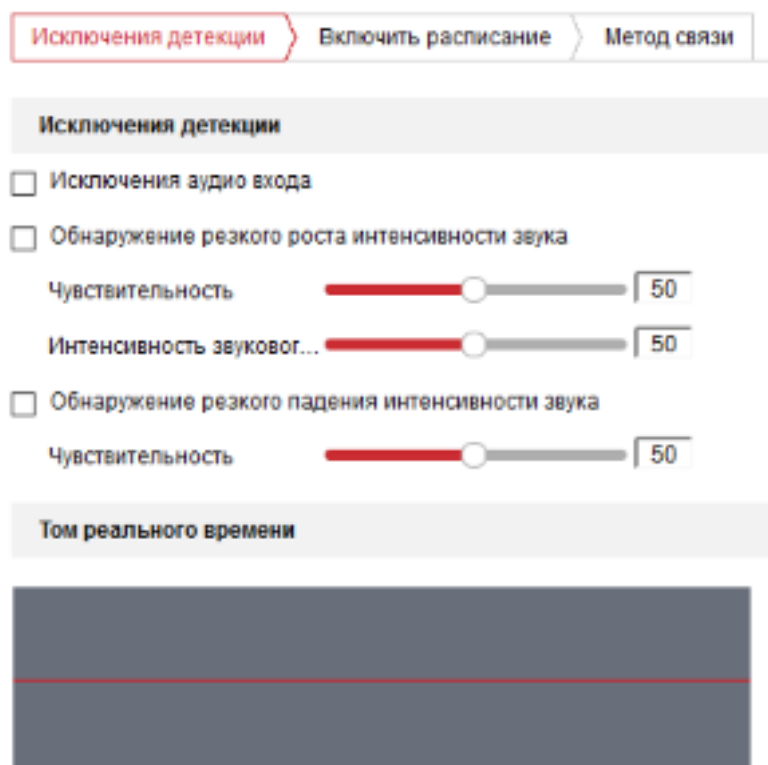 Исключения детекции Включить расписание Метод связи
Исключения детекции
Исключения аудио входа
Обнаружение резкого роста интенсивности звука
Чувствительность 50
Интенсивность звуковог... 50
Обнаружение резкого падения интенсивности звука
Чувствительность 50
Том реального времени